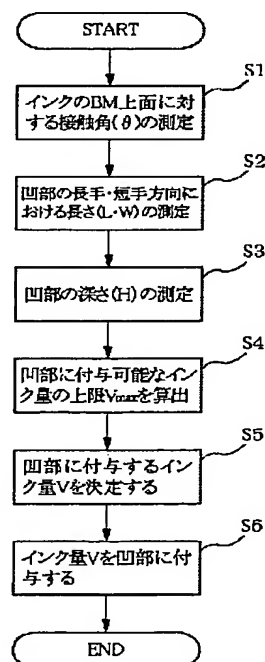 START
S1
インクのBM上面に対
する接触角(θ)の測定
S2
凹部の長手・短手方向に
おける長さ(L・W)の測定
S3
凹部の深さ(H)の測定
S4
凹部に付与可能なイン
ク量の上限Vmaxを算出
S5
凹部に付与するイン
ク量Vを決定する
S6
インク量Vを凹部に付
与する
END